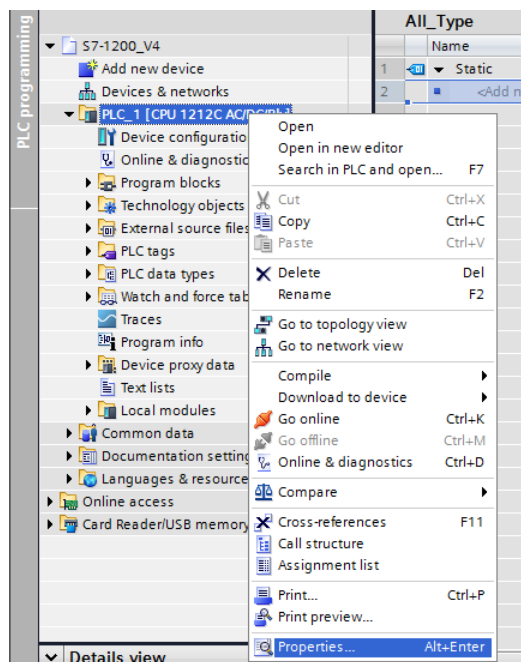 PLC programming
S7-1200_V4
Add new device
Devices & networks
PLC_1 [CPU 1212C AC/DC/Rly]
Device configuratio
Online & diagnostic
Program blocks
Technology objects
External source files
PLC tags
PLC data types
Watch and force tab
Traces
Program info
Device proxy data
Text lists
Local modules
Common data
Documentation setting
Languages & resource
Online access
Card Reader/USB memory
Details view
All_Type
Name
1 Static
2 <Add n
Open
Open in new editor
Search in PLC and open... F7
Cut Ctrl+X
Copy Ctrl+C
Paste Ctrl+V
Delete Del
Rename F2
Go to topology view
Go to network view
Compile
Download to device
Go online Ctrl+K
Go offline Ctrl+M
Online & diagnostics Ctrl+D
Compare
Cross-references F11
Call structure
Assignment list
Print... Ctrl+P
Print preview...
Properties... Alt+Enter